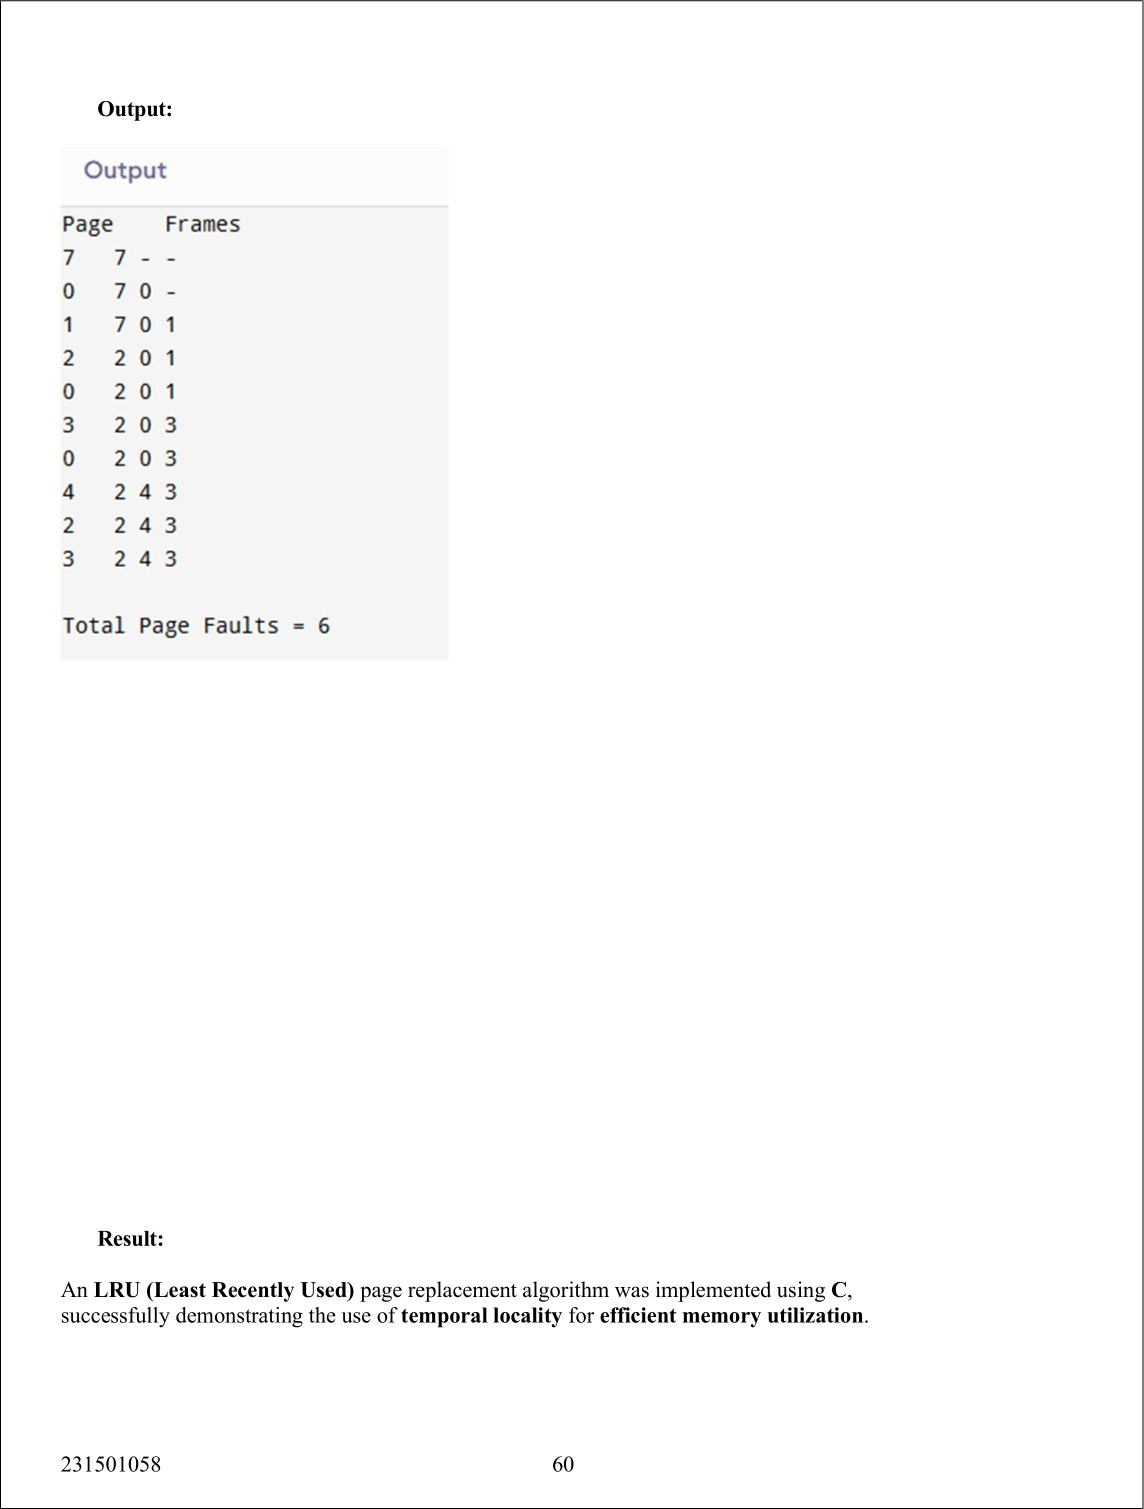 Output:
Output
Page    Frames
7   7 - -
0   7 0 -
1   7 0 1
2   2 0 1
0   2 0 1
3   2 0 3
0   2 0 3
4   2 4 3
2   2 4 3
3   2 4 3
Total Page Faults = 6
Result:
An LRU (Least Recently Used) page replacement algorithm was implemented using C,
successfully demonstrating the use of temporal locality for efficient memory utilization.
231501058    60